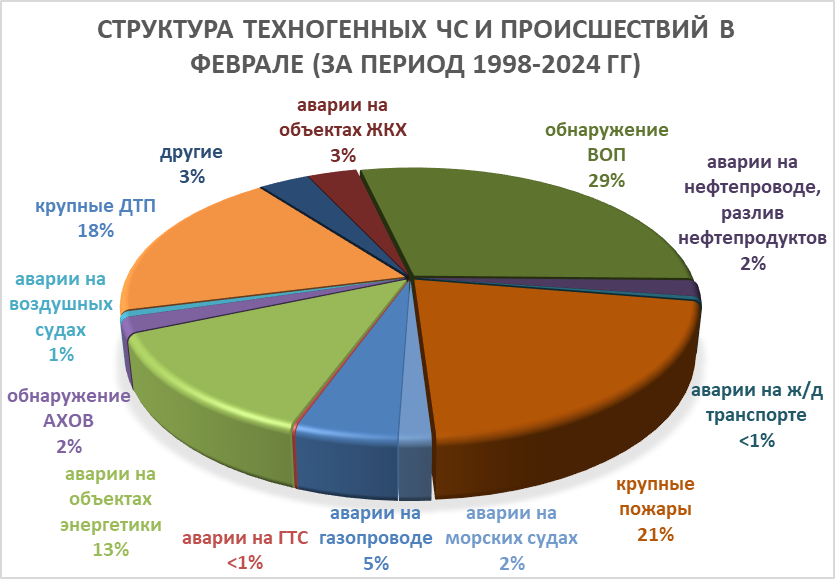 СТРУКТУРА ТЕХНОГЕННЫХ ЧС И ПРОИСШЕСТВИЙ В
ФЕВРАЛЕ (ЗА ПЕРИОД 1998-2024 ГГ)
аварии на
объектах ЖКХ
3%
обнаружение
ВОП
29%
аварии на
нефтепроводе,
разлив
нефтепродуктов
2%
аварии на ж/д
транспорте
<1%
крупные
пожары
21%
аварии на
морских судах
2%
аварии на
газопроводе
5%
аварии на ГТС
<1%
аварии на
объектах
энергетики
13%
обнаружение
АХОВ
2%
аварии на
воздушных
судах
1%
крупные ДТП
18%
другие
3%